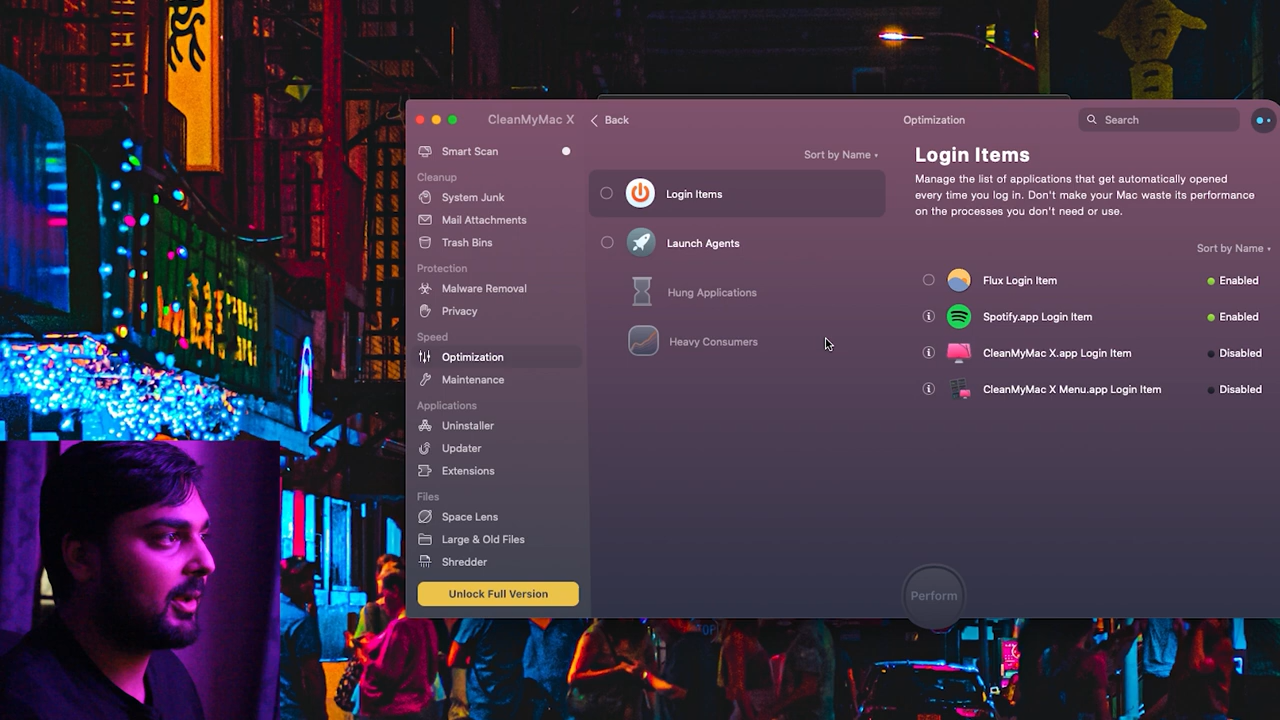 CleanMyMac X
Back
Optimization
Search
Smart Scan
Cleanup
System Junk
Mail Attachments
Trash Bins
Protection
Malware Removal
Privacy
Speed
Optimization
Maintenance
Applications
Uninstaller
Updater
Extensions
Files
Space Lens
Large & Old Files
Shredder
Unlock Full Version
Sort by Name
Login Items
Launch Agents
Hung Applications
Heavy Consumers
Login Items
Manage the list of applications that get automatically opened
every time you log in. Don't make your Mac waste its performance
on the processes you don't need or use.
Sort by Name
Flux Login Item
Enabled
Spotify.app Login Item
Enabled
CleanMyMac X.app Login Item
Disabled
CleanMyMac X Menu.app Login Item
Disabled
Perform